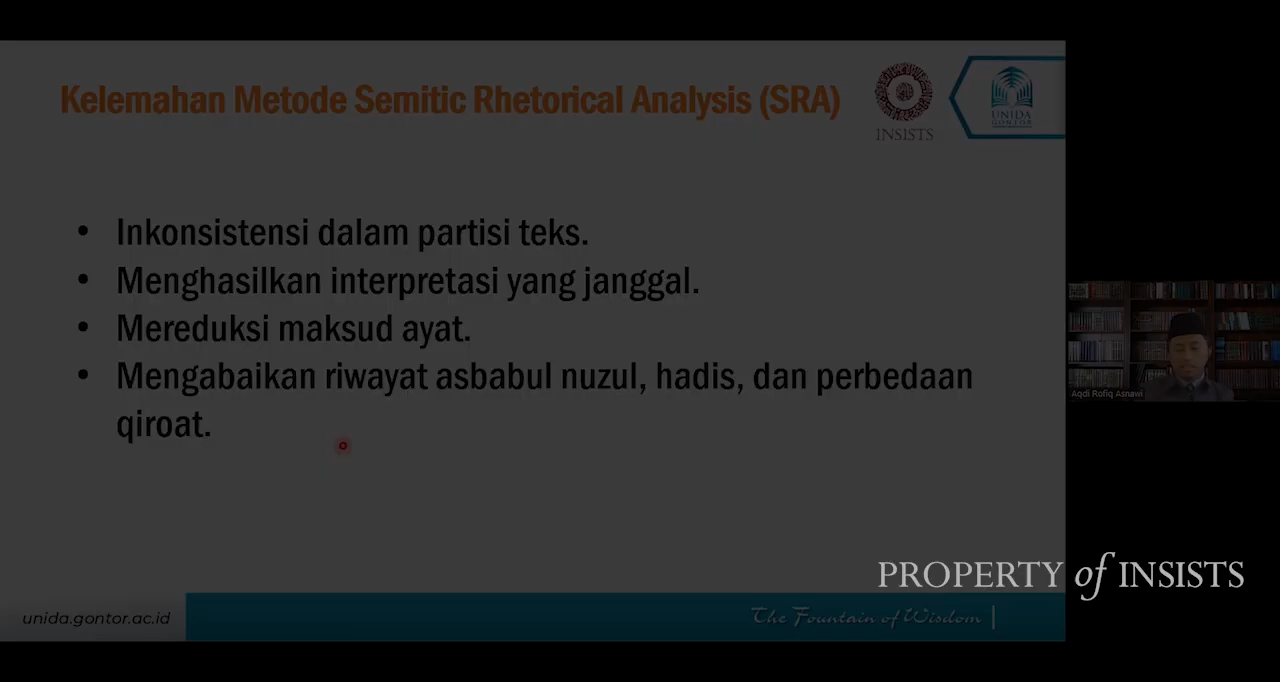 Kelemahan Metode Semitic Rhetorical Analysis (SRA)
INSISTS
UNIDA
GONTOR
• Inkonsistensi dalam partisi teks.
• Menghasilkan interpretasi yang janggal.
• Mereduksi maksud ayat.
• Mengabaikan riwayat asbabul nuzul, hadis, dan perbedaan
qiroat.
Aqdi Rofiq Asnawi
PROPERTY of INSISTS
unida.gontor.ac.id
The Fountain of Wisdom |